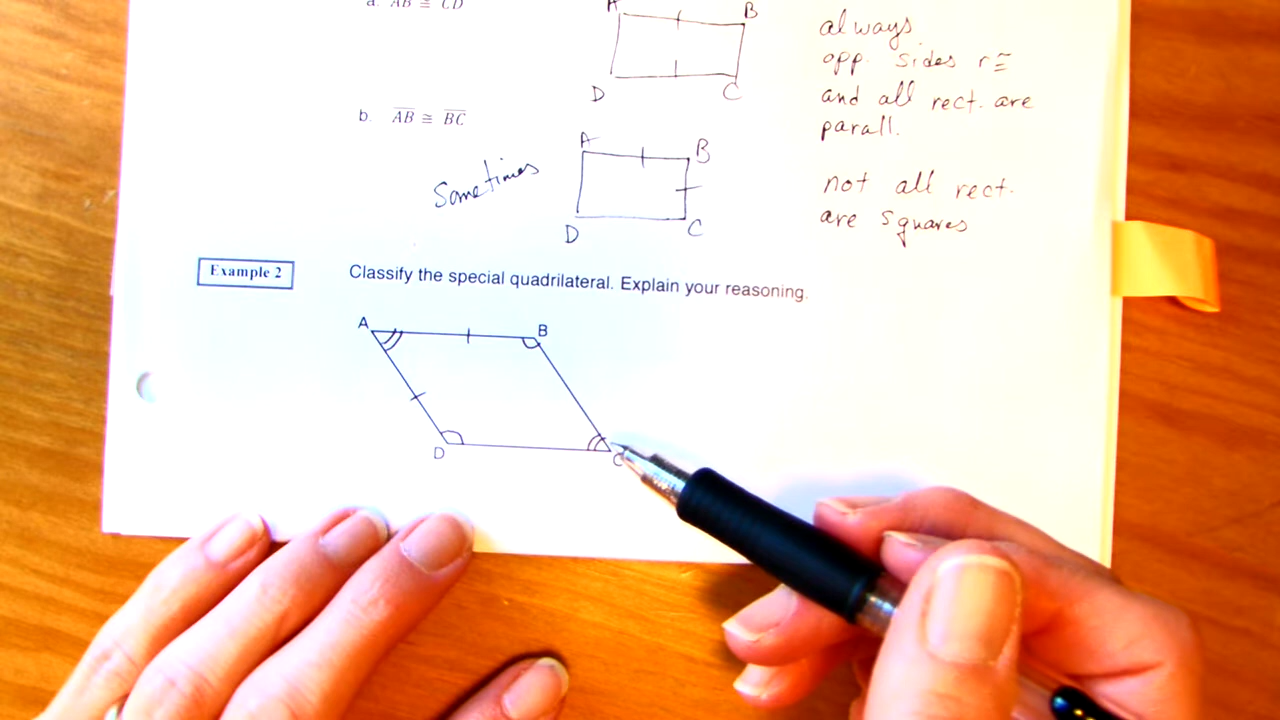 a. AB ≅ CD
A B
always
opp. sides r ≅
D C
and all rect. are
parall.
b. AB ≅ BC
A B
Sometimes
not all rect.
are squares
D C
Example 2 Classify the special quadrilateral. Explain your reasoning.
A B
D C